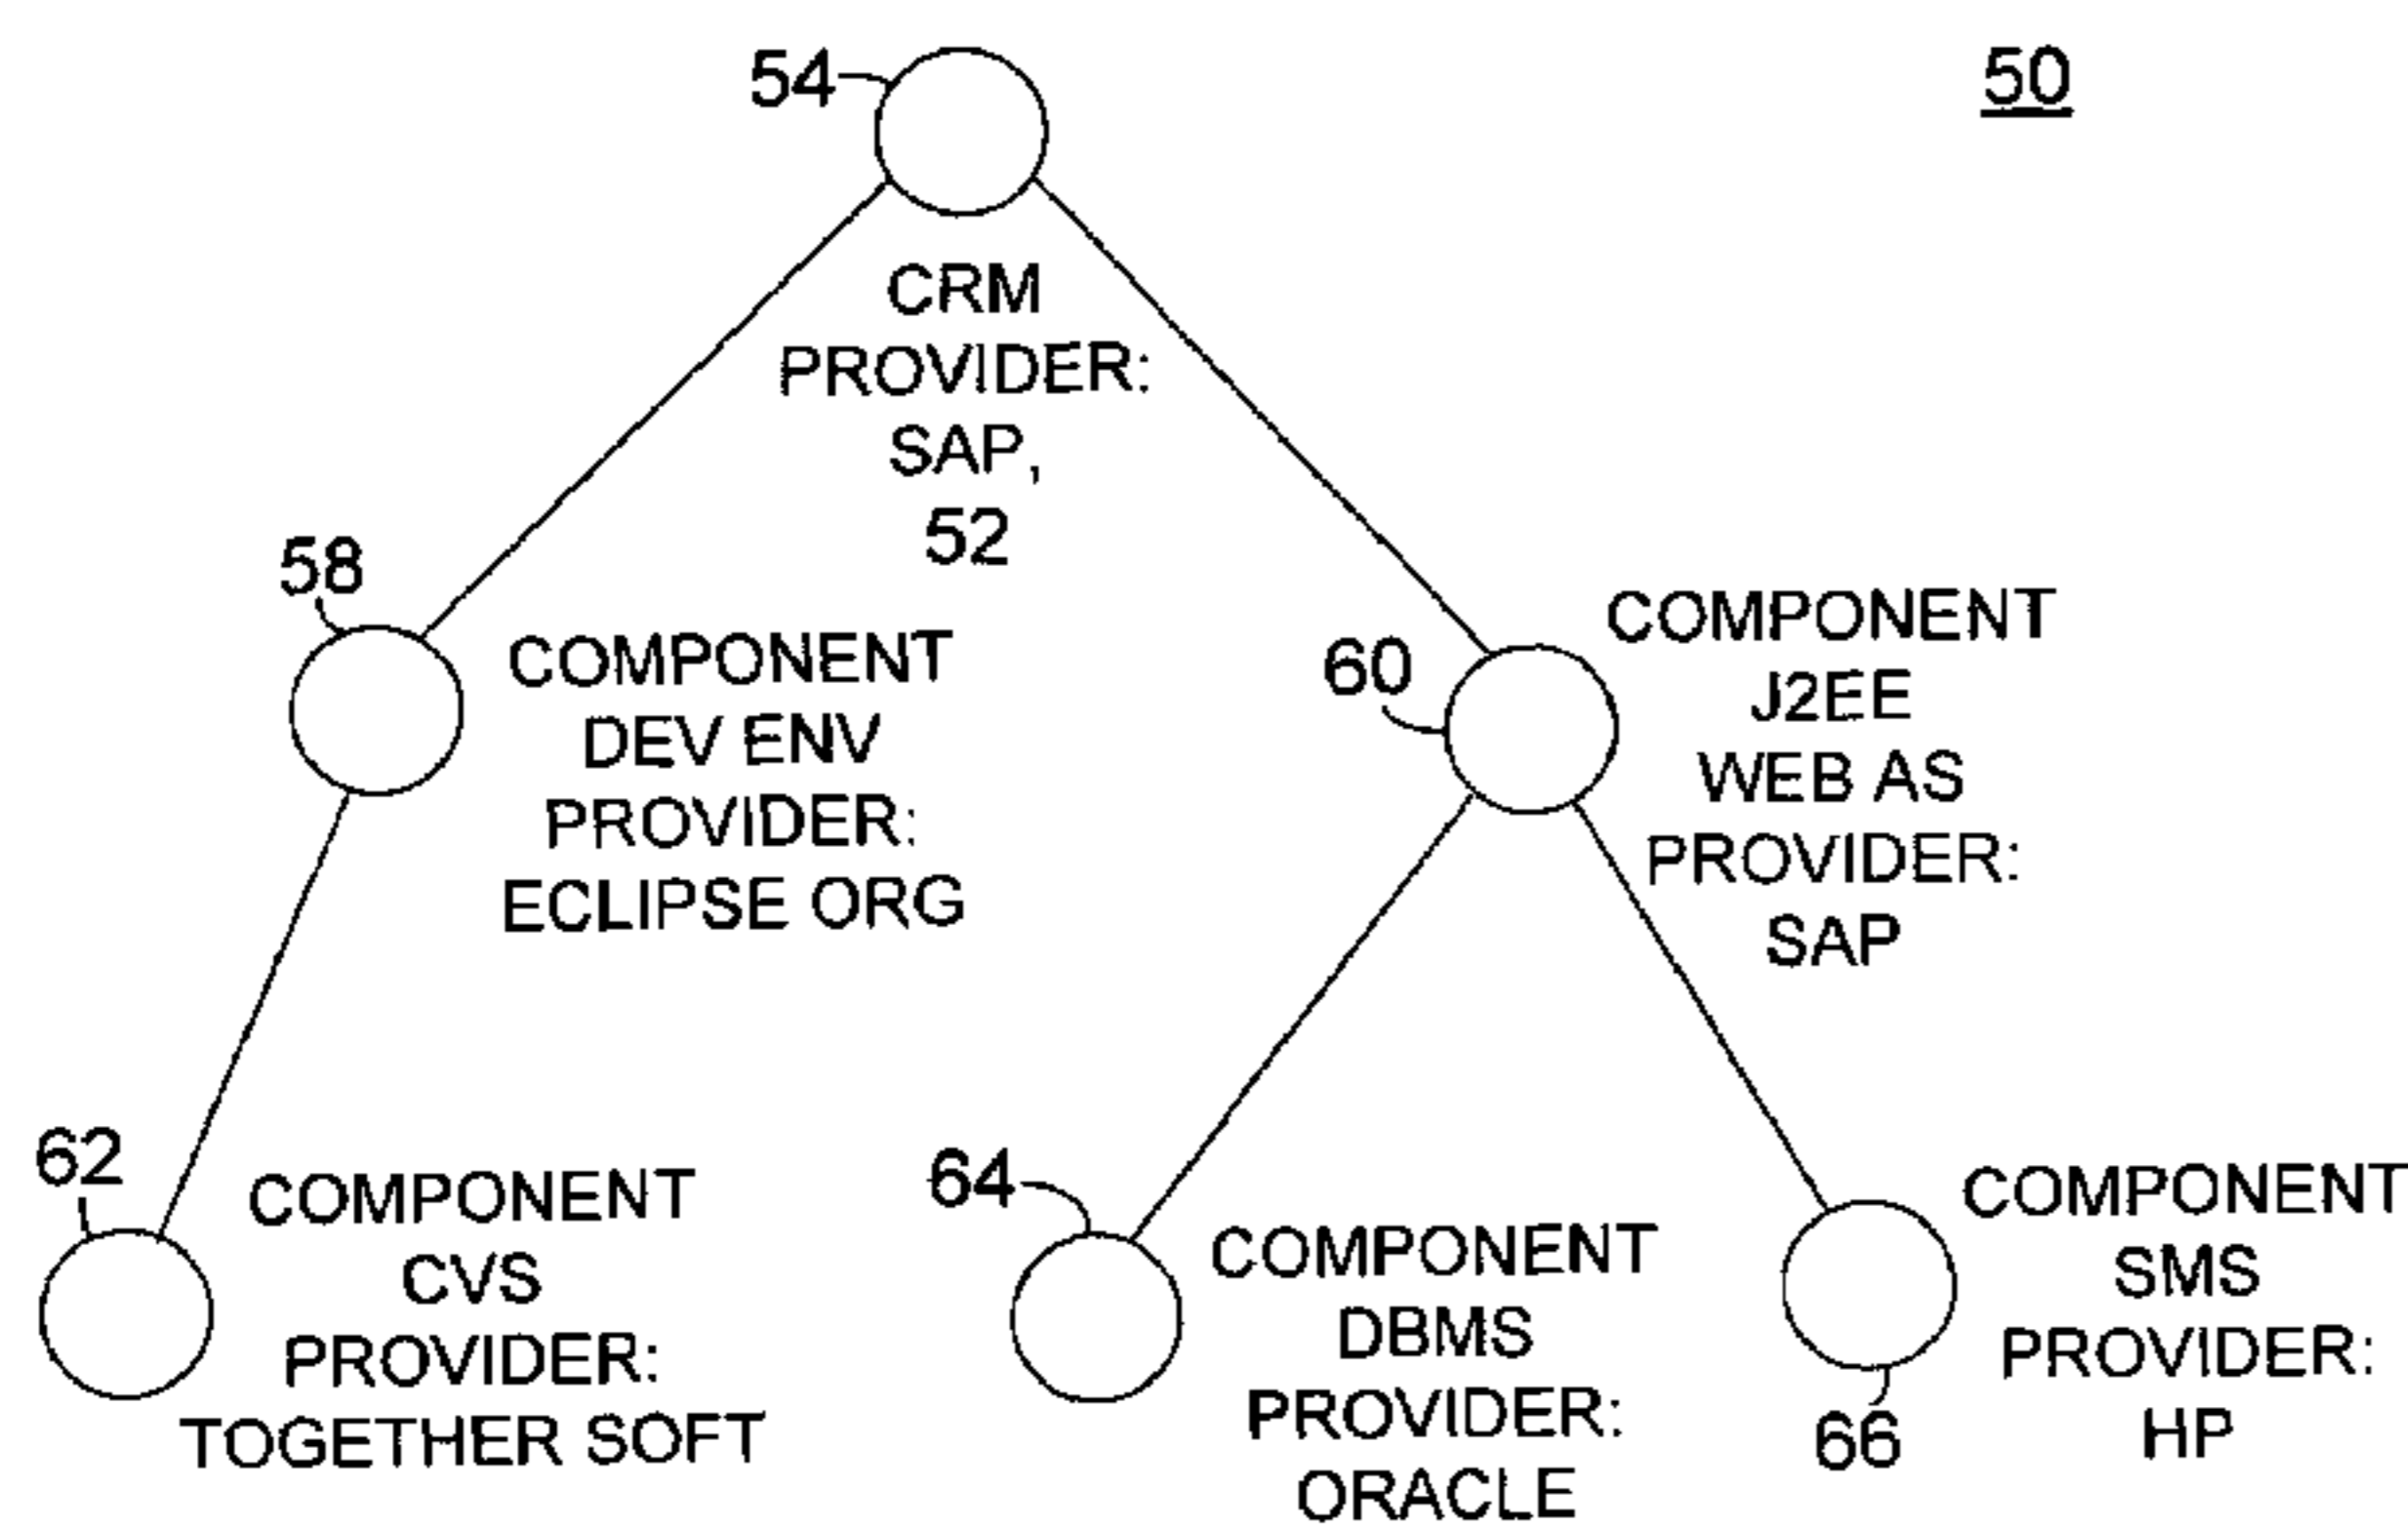 54
50
CRM
PROVIDER:
SAP,
52
58
COMPONENT
DEV ENV
PROVIDER:
ECLIPSE ORG
60
COMPONENT
J2EE
WEB AS
PROVIDER:
SAP
62
COMPONENT
CVS
PROVIDER:
TOGETHER SOFT
64
COMPONENT
DBMS
PROVIDER:
ORACLE
COMPONENT
SMS
PROVIDER:
HP
66